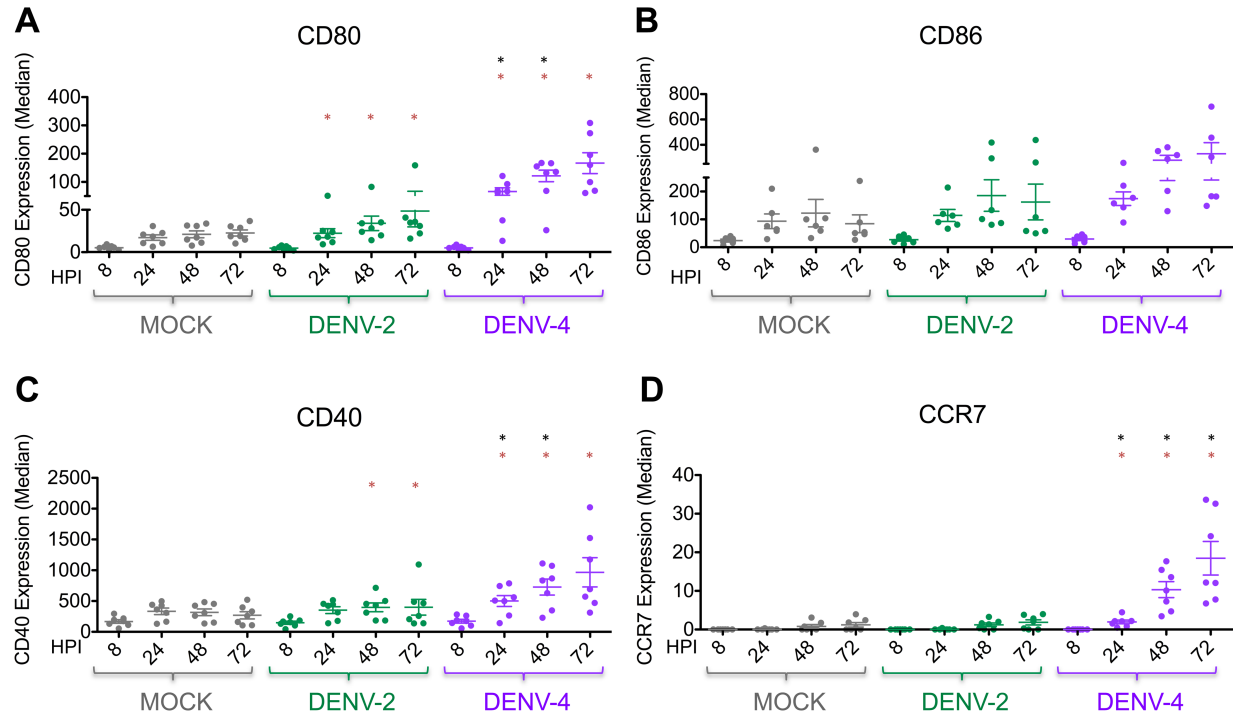 A
CD80
* *
* * * * * *
CD80 Expression (Median)
400
300
200
100
50
0
HPI 8 24 48 72 8 24 48 72 8 24 48 72
MOCK DENV-2 DENV-4
B
CD86
CD86 Expression (Median)
800
600
400
200
100
0
HPI 8 24 48 72 8 24 48 72 8 24 48 72
MOCK DENV-2 DENV-4
C
CD40
* *
* * *
* *
CD40 Expression (Median)
2500
2000
1500
1000
500
0
HPI 8 24 48 72 8 24 48 72 8 24 48 72
MOCK DENV-2 DENV-4
D
CCR7
* * *
* * *
CCR7 Expression (Median)
40
30
20
10
0
HPI 8 24 48 72 8 24 48 72 8 24 48 72
MOCK DENV-2 DENV-4